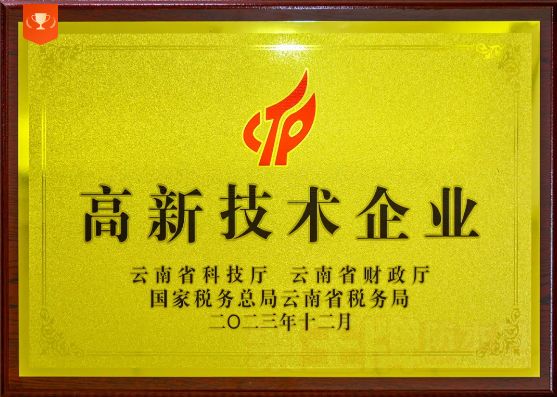 CTP
高新技术企业
云南省科技厅 云南省财政厅
国家税务总局云南省税务局
二〇二三年十二月